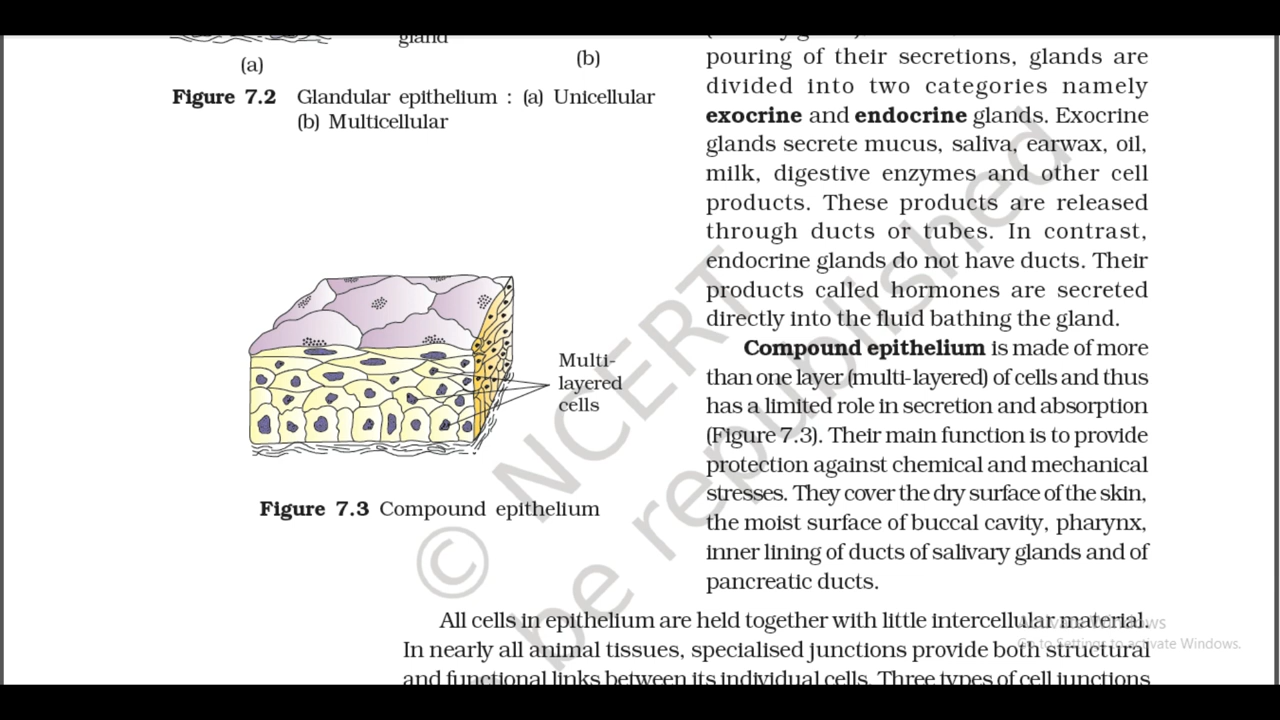 gland
(a)
(b)
Figure 7.2 Glandular epithelium : (a) Unicellular
(b) Multicellular
Multi-
layered
cells
Figure 7.3 Compound epithelium
pouring of their secretions, glands are
divided into two categories namely
exocrine and endocrine glands. Exocrine
glands secrete mucus, saliva, earwax, oil,
milk, digestive enzymes and other cell
products. These products are released
through ducts or tubes. In contrast,
endocrine glands do not have ducts. Their
products called hormones are secreted
directly into the fluid bathing the gland.
Compound epithelium is made of more
than one layer (multi-layered) of cells and thus
has a limited role in secretion and absorption
(Figure 7.3). Their main function is to provide
protection against chemical and mechanical
stresses. They cover the dry surface of the skin,
the moist surface of buccal cavity, pharynx,
inner lining of ducts of salivary glands and of
pancreatic ducts.
All cells in epithelium are held together with little intercellular material.
In nearly all animal tissues, specialised junctions provide both structural
and functional links between its individual cells. Three types of cell junctions
© NCERT
be republished
Activate Windows
Go to Settings to activate Windows.